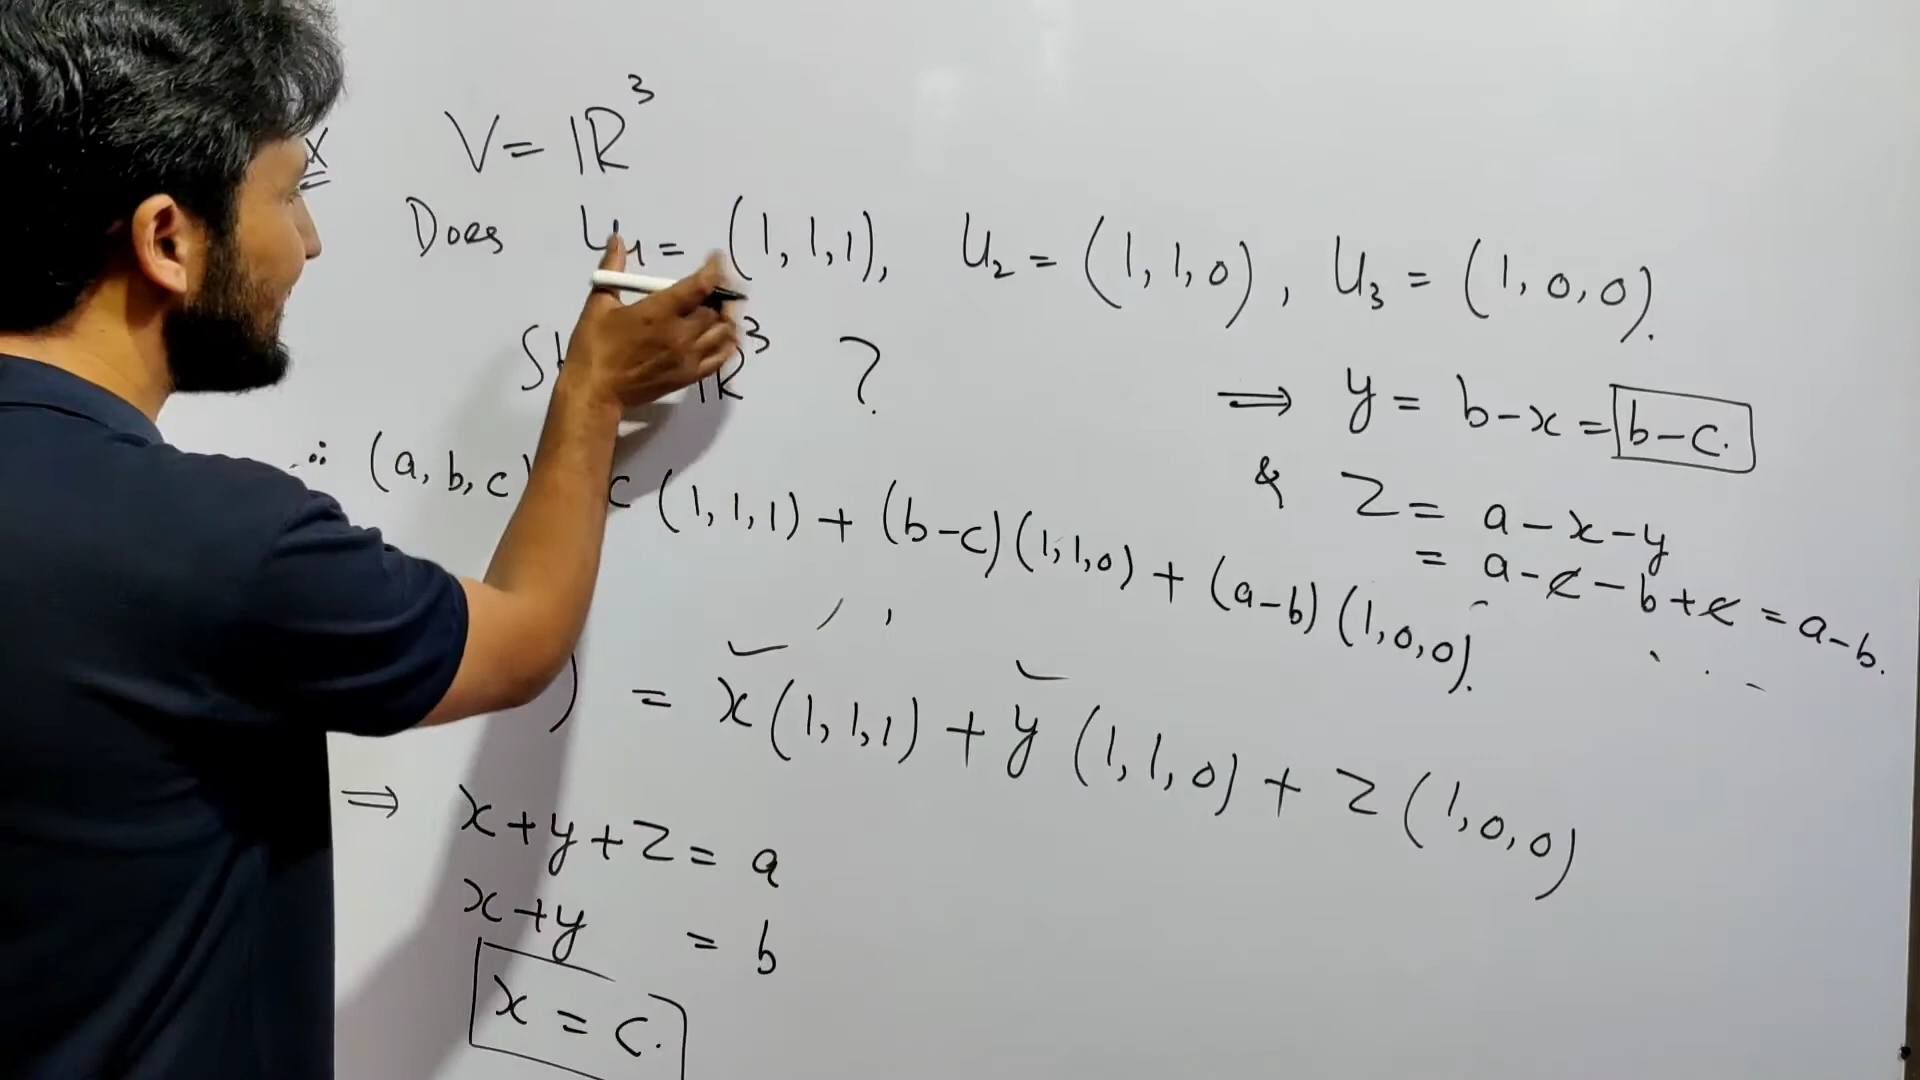 V = ℝ³
Does U₁ = (1,1,1), U₂ = (1,1,0), U₃ = (1,0,0).
ℝ³ ?
⟹ y = b-x = b-c.
& z = a-x-y
= a-c-b+c = a-b.
∴ (a,b,c) c(1,1,1) + (b-c)(1,1,0) + (a-b)(1,0,0).
) = x(1,1,1) + y(1,1,0) + z(1,0,0)
⟹ x+y+z = a
x+y = b
x = c.